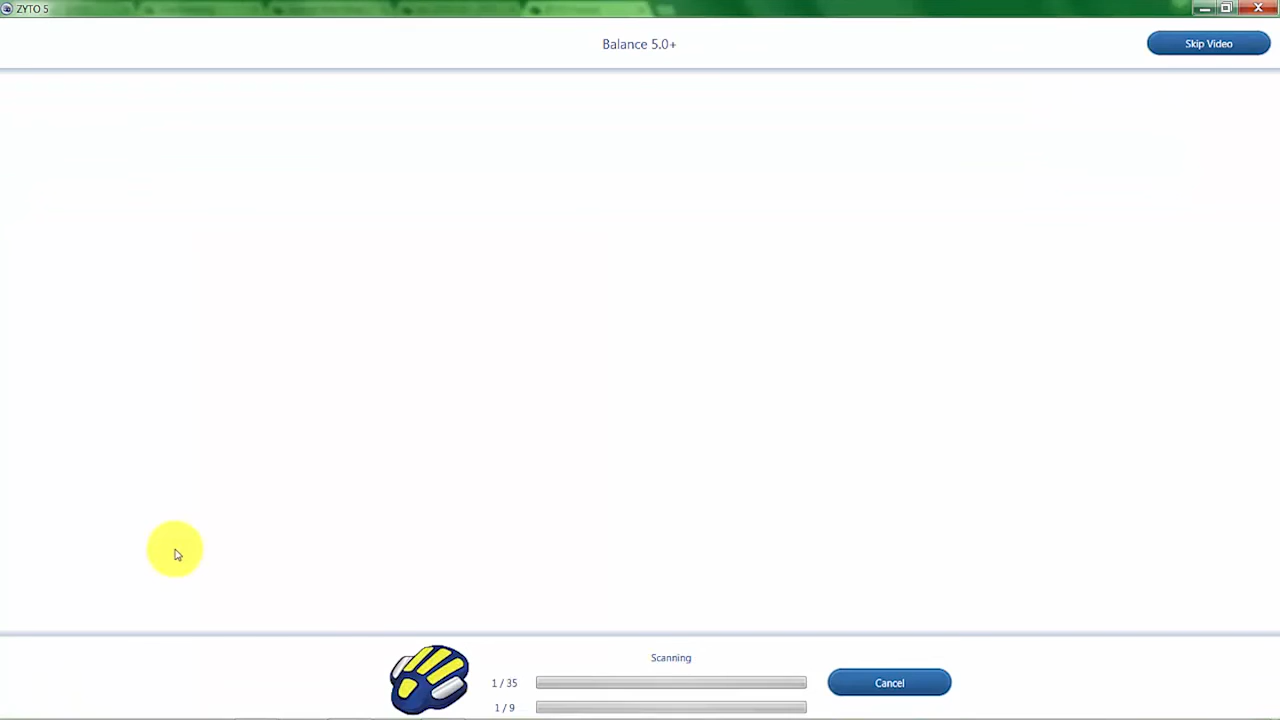 ZYTO 5
Balance 5.0+
Skip Video
Scanning
1 / 35
Cancel
1 / 9